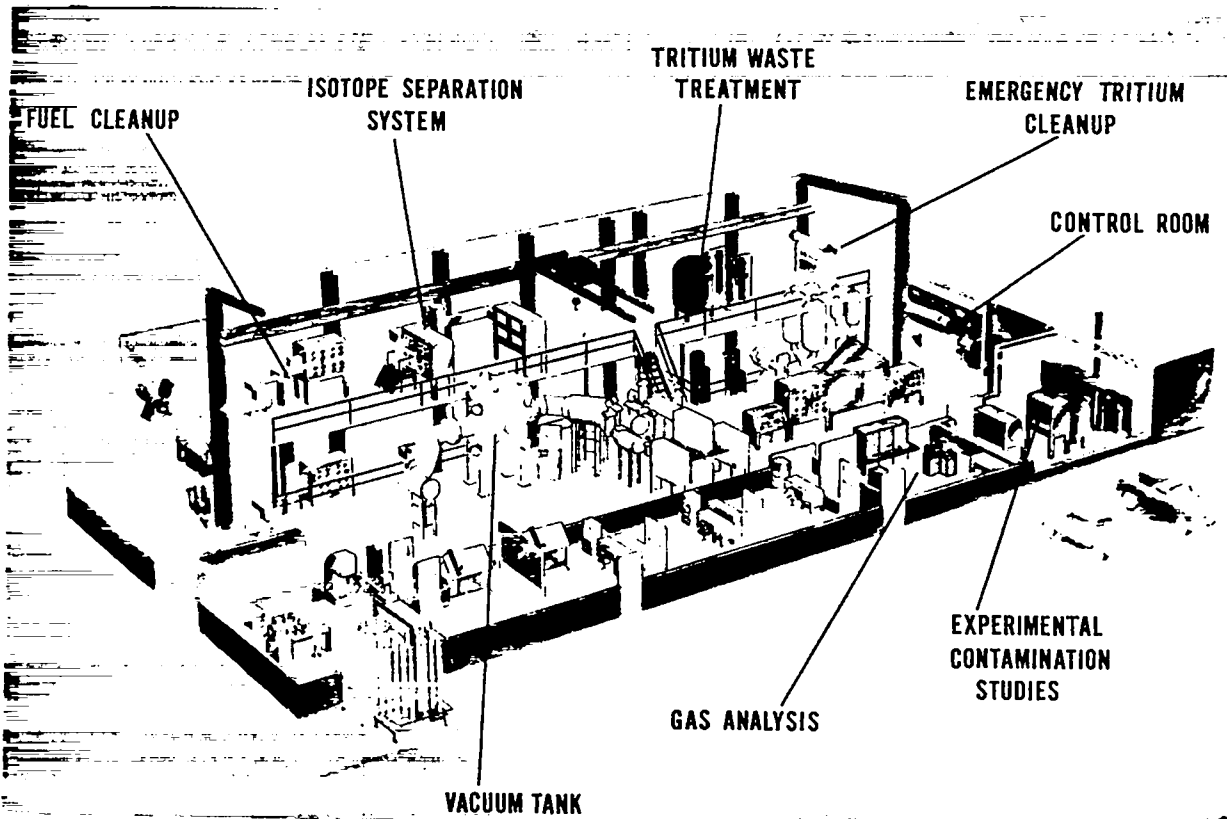 TRITIUM WASTE
TREATMENT
ISOTOPE SEPARATION
SYSTEM
EMERGENCY TRITIUM
CLEANUP
FUEL CLEANUP
CONTROL ROOM
EXPERIMENTAL
CONTAMINATION
STUDIES
GAS ANALYSIS
VACUUM TANK